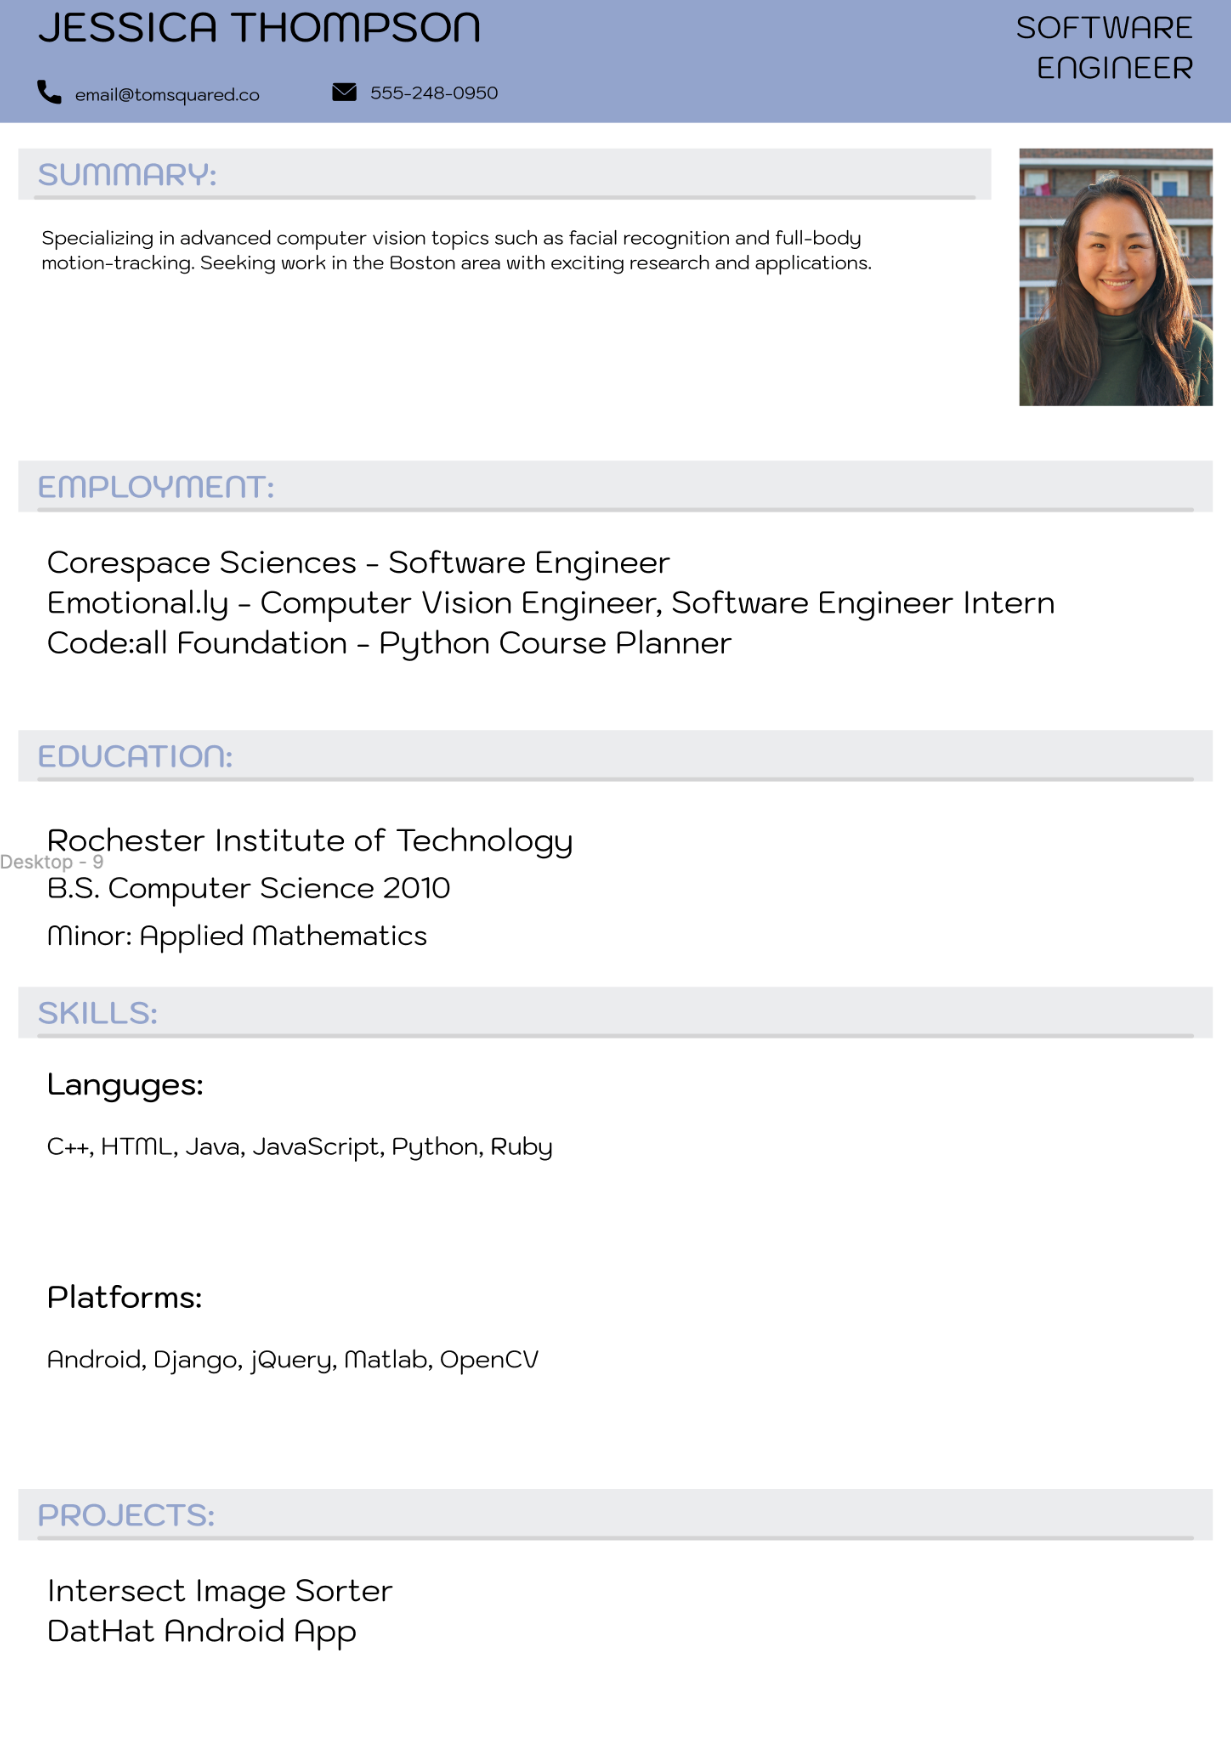 JESSICA THOMPSON
SOFTWARE
ENGINEER
email@tomsquared.co
555-248-0950
SUMMARY:
Specializing in advanced computer vision topics such as facial recognition and full-body
motion-tracking. Seeking work in the Boston area with exciting research and applications.
EMPLOYMENT:
Corespace Sciences - Software Engineer
Emotional.ly - Computer Vision Engineer, Software Engineer Intern
Code:all Foundation - Python Course Planner
EDUCATION:
Rochester Institute of Technology
Desktop - 9
B.S. Computer Science 2010
Minor: Applied Mathematics
SKILLS:
Languges:
C++, HTML, Java, JavaScript, Python, Ruby
Platforms:
Android, Django, jQuery, Matlab, OpenCV
PROJECTS:
Intersect Image Sorter
DatHat Android App